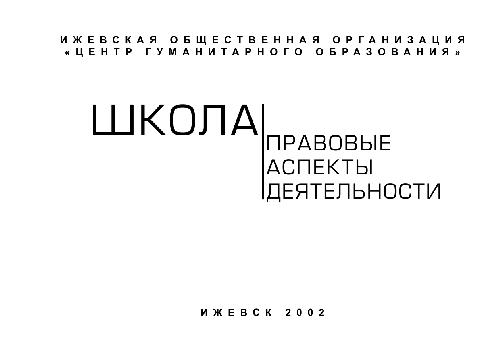 ИЖЕВСКАЯ ОБЩЕСТВЕННАЯ ОРГАНИЗАЦИЯ
«ЦЕНТР ГУМАНИТАРНОГО ОБРАЗОВАНИЯ»
ШКОЛА
ПРАВОВЫЕ
АСПЕКТЫ
ДЕЯТЕЛЬНОСТИ
ИЖЕВСК 2002